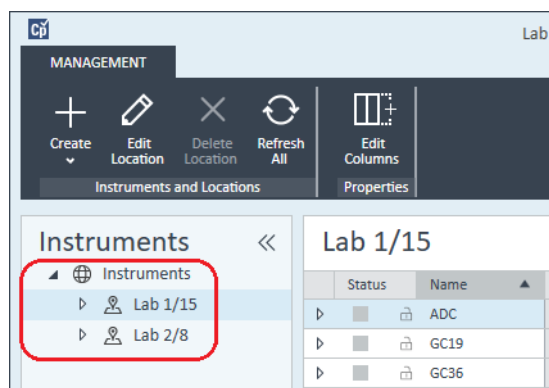 Cp
Lab
MANAGEMENT
Create
Edit
Location
Delete
Location
Refresh
All
Edit
Columns
Instruments and Locations
Properties
Instruments
Instruments
Lab 1/15
Lab 2/8
Lab 1/15
Status
Name
ADC
GC19
GC36